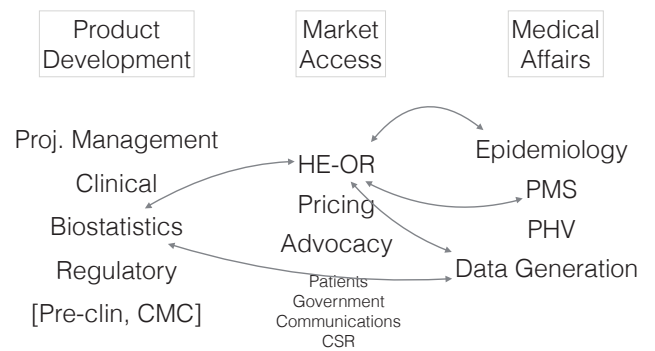 Product
Development
Market
Access
Medical
Affairs
Proj. Management
Clinical
Biostatistics
Regulatory
[Pre-clin, CMC]
HE-OR
Pricing
Advocacy
Patients
Government
Communications
CSR
Epidemiology
PMS
PHV
Data Generation